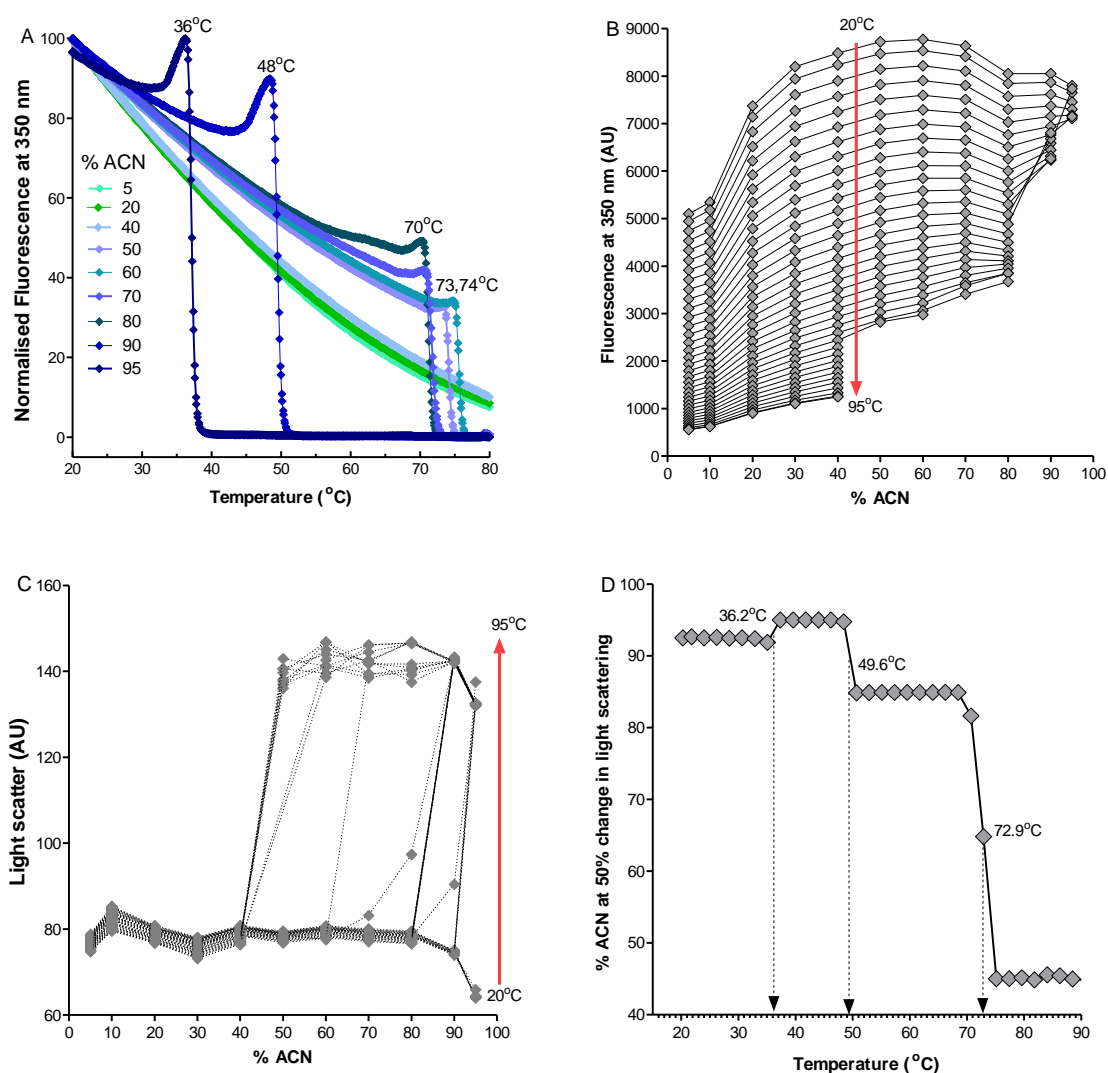 A
36°C
48°C
70°C
73,74°C
% ACN
5
20
40
50
60
70
80
90
95
Normalised Fluorescence at 350 nm
100
80
60
40
20
0
20 30 40 50 60 70 80
Temperature (°C)
B
20°C
95°C
Fluorescence at 350 nm (AU)
9000
8000
7000
6000
5000
4000
3000
2000
1000
0
0 10 20 30 40 50 60 70 80 90 100
% ACN
C
95°C
20°C
Light scatter (AU)
160
140
120
100
80
60
0 10 20 30 40 50 60 70 80 90 100
% ACN
D
36.2°C
49.6°C
72.9°C
% ACN at 50% change in light scattering
100
90
80
70
60
50
40
20 30 40 50 60 70 80 90
Temperature (°C)